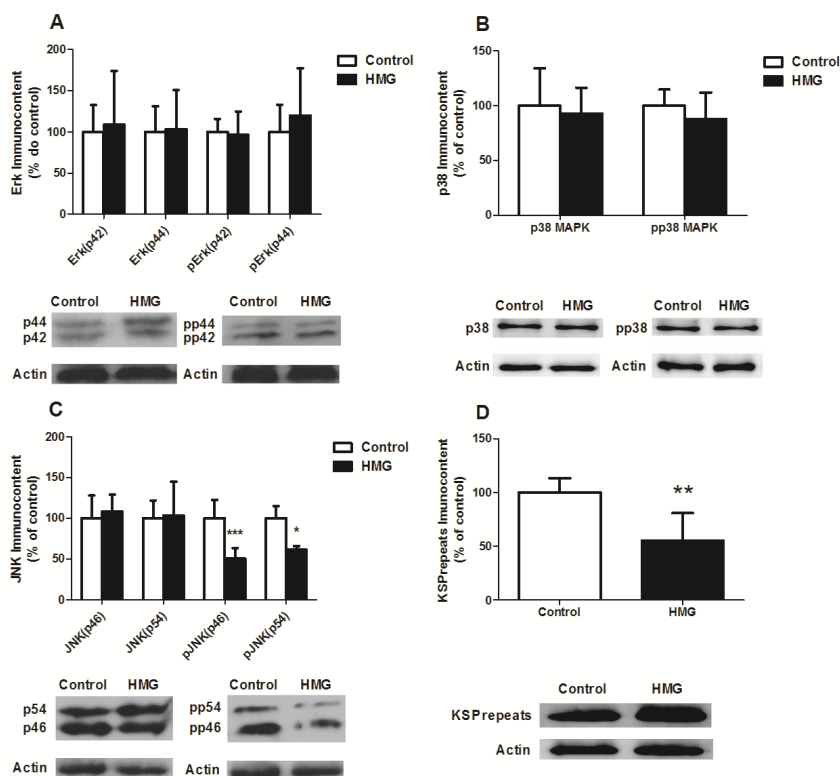 A
Erk Immunocontent
(% do control)
200
150
100
50
0
Control
HMG
Erk(p42)
Erk(p44)
pErk(p42)
pErk(p44)
Control HMG
p44
p42
Actin
Control HMG
pp44
pp42
Actin
B
p38 Immunocontent
(% of control)
150
100
50
0
Control
HMG
p38 MAPK
pp38 MAPK
Control HMG
p38
Actin
Control HMG
pp38
Actin
C
JNK Immunocontent
(% of control)
200
150
100
50
0
Control
HMG
***
*
JNK(p46)
JNK(p54)
pJNK(p46)
pJNK(p54)
Control HMG
p54
p46
Actin
Control HMG
pp54
pp46
Actin
D
KSPrepeats Imunocontent
(% of control)
150
100
50
0
**
Control
HMG
Control HMG
KSPrepeats
Actin